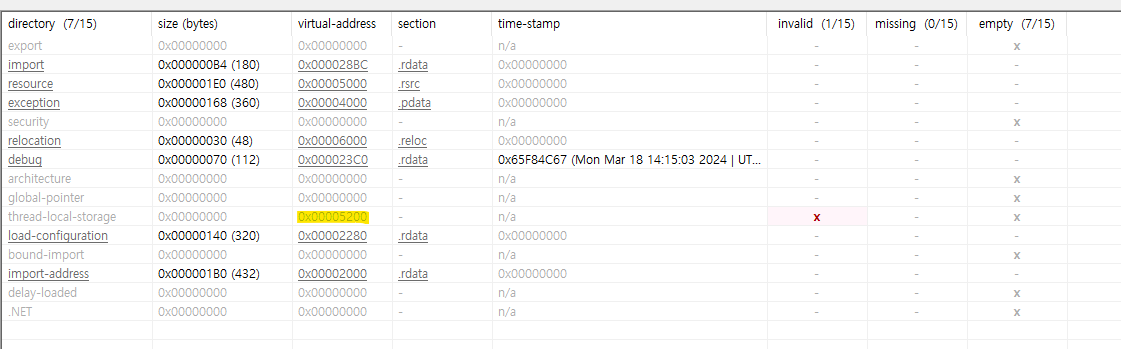 directory (7/15) size (bytes) virtual-address section time-stamp invalid (1/15) missing (0/15) empty (7/15)
export 0x00000000 0x00000000 - n/a - - x
import 0x000000B4 (180) 0x000028BC .rdata 0x00000000 - - -
resource 0x000001E0 (480) 0x00005000 .rsrc 0x00000000 - - -
exception 0x00000168 (360) 0x00004000 .pdata 0x00000000 - - -
security 0x00000000 0x00000000 - n/a - - x
relocation 0x00000030 (48) 0x00006000 .reloc 0x00000000 - - -
debug 0x00000070 (112) 0x000023C0 .rdata 0x65F84C67 (Mon Mar 18 14:15:03 2024 | UT... - - -
architecture 0x00000000 0x00000000 - n/a - - x
global-pointer 0x00000000 0x00000000 - n/a - - x
thread-local-storage 0x00000000 0x00005200 - n/a x - x
load-configuration 0x00000140 (320) 0x00002280 .rdata 0x00000000 - - -
bound-import 0x00000000 0x00000000 - n/a - - x
import-address 0x000001B0 (432) 0x00002000 .rdata 0x00000000 - - -
delay-loaded 0x00000000 0x00000000 - n/a - - x
.NET 0x00000000 0x00000000 - n/a - - x